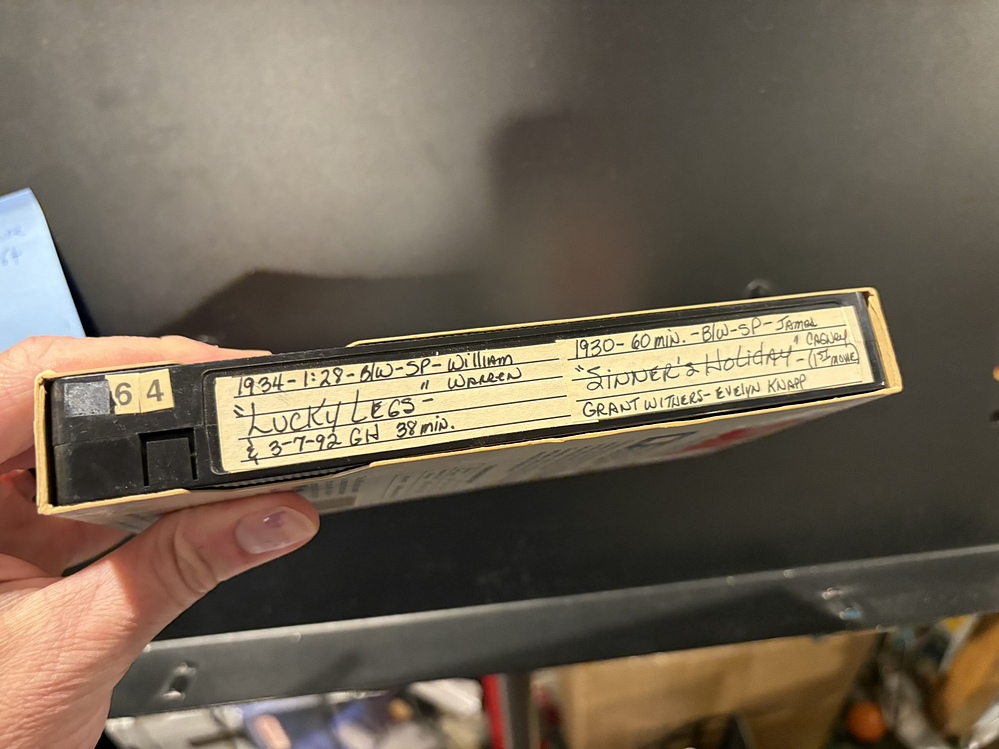 64
1934-1:28-B/W-SP-William
" WARREN
"LUCKY LEGS-
& 3-7-92 GH 38 min.
1930-60 min.-B/W-SP-James
" CAGNEY
"SINNER'S HOLIDAY-(1st MOVIE)
GRANT WITHERS-EVELYN KNAPP